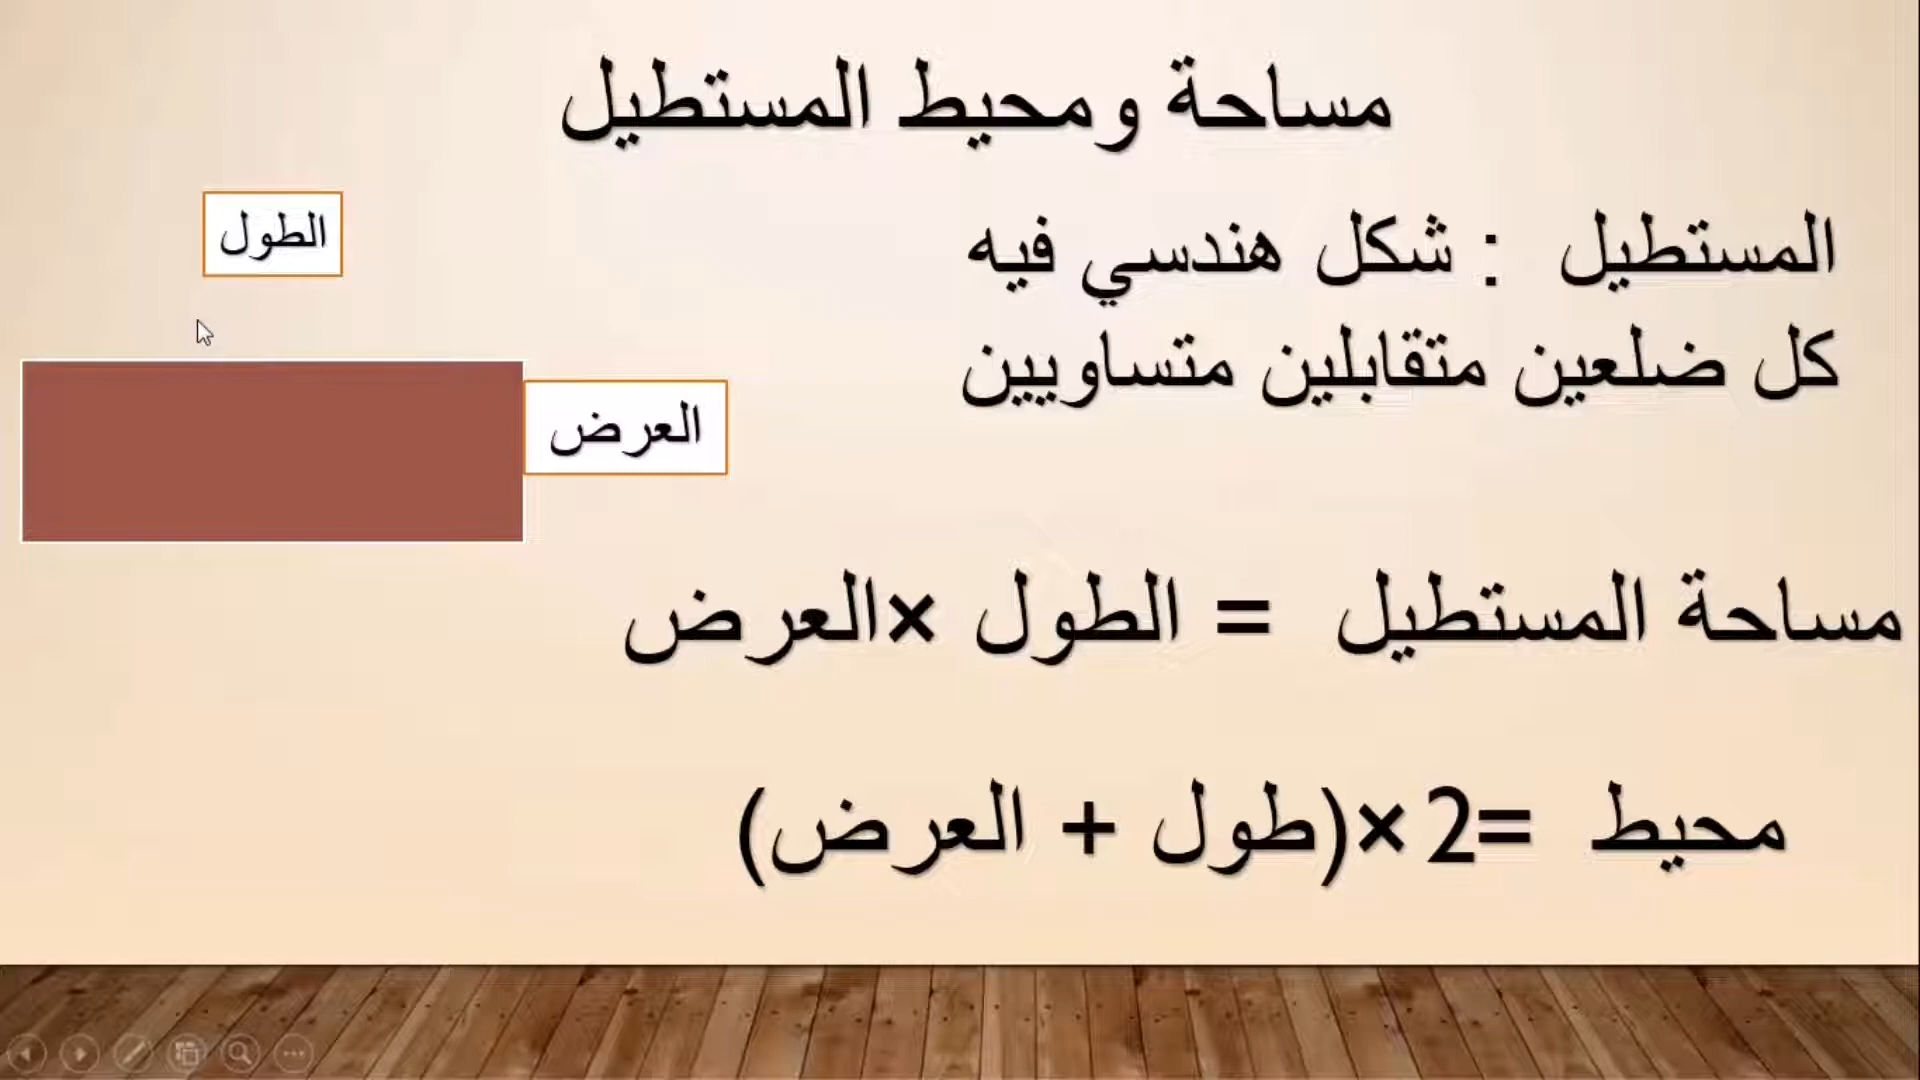 مساحة ومحيط المستطيل
المستطيل : شكل هندسي فيه
كل ضلعين متقابلين متساويين
الطول
العرض
مساحة المستطيل = الطول ×العرض
محيط =2×(طول + العرض)